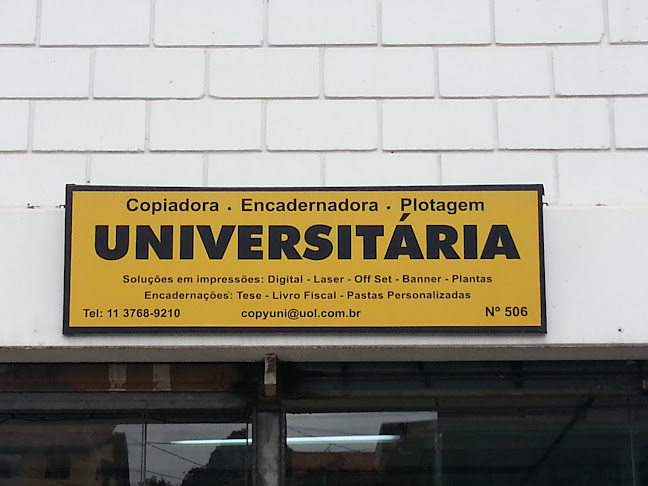 Copiadora . Encadernadora . Plotagem
UNIVERSITÁRIA
Soluções em impressões: Digital - Laser - Off Set - Banner - Plantas
Encadernações: Tese - Livro Fiscal - Pastas Personalizadas
Tel: 11 3768-9210 copyuni@uol.com.br Nº 506